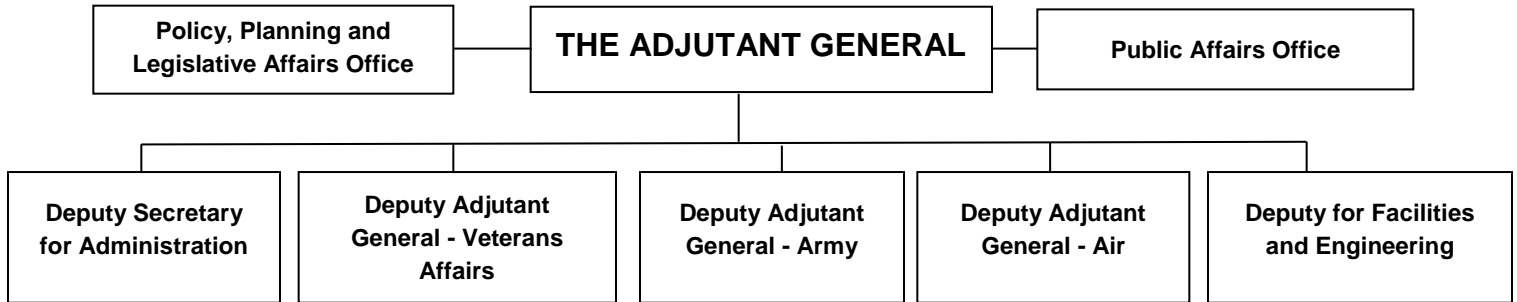 Policy, Planning and
Legislative Affairs Office
THE ADJUTANT GENERAL
Public Affairs Office
Deputy Secretary
for Administration
Deputy Adjutant
General - Veterans
Affairs
Deputy Adjutant
General - Army
Deputy Adjutant
General - Air
Deputy for Facilities
and Engineering